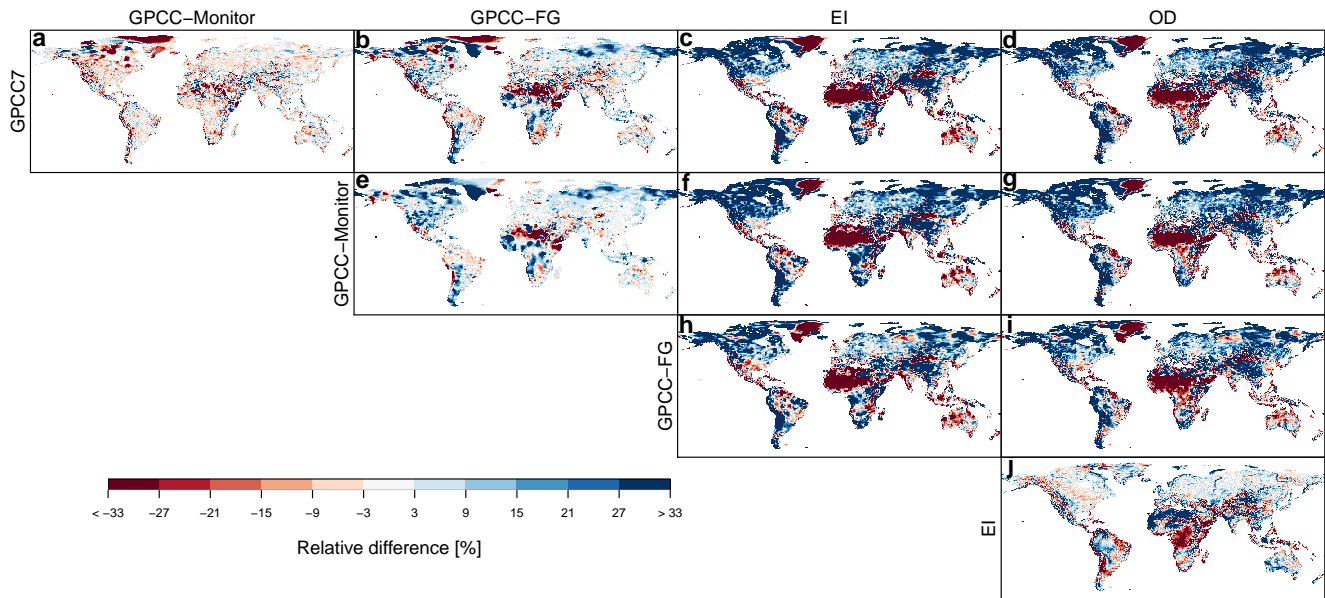 GPCC−Monitor GPCC−FG EI OD
a b c d
GPCC7
e f g
GPCC−Monitor
h i
GPCC−FG
j
EI
< −33 −27 −21 −15 −9 −3 3 9 15 21 27 > 33
Relative difference [%]